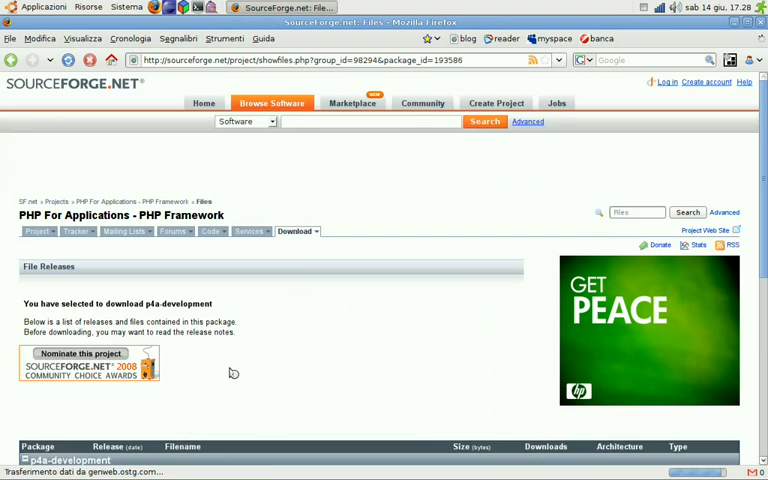 Applicazioni Risorse Sistema
SourceForge.net: File...
sab 14 giu, 17.28
SourceForge.net: Files - Mozilla Firefox
File Modifica Visualizza Cronologia Segnalibri Strumenti Guida
blog reader myspace banca
http://sourceforge.net/project/showfiles.php?group_id=98294&package_id=193586
Google
SOURCEFORGE.NET®
Log in Create account Help
NEW
Home Browse Software Marketplace Community Create Project Jobs
Software Search Advanced
SF.net » Projects » PHP For Applications - PHP Framework » Files
PHP For Applications - PHP Framework
Files Search Advanced
Project Tracker Mailing Lists Forums Code Services Download
Project Web Site
Donate Stats RSS
File Releases
You have selected to download p4a-development
Below is a list of releases and files contained in this package.
Before downloading, you may want to read the release notes.
Nominate this project
SOURCEFORGE.NET 2008
COMMUNITY CHOICE AWARDS
GET
PEACE
hp
Package Release (date) Filename Size (bytes) Downloads Architecture Type
p4a-development
Trasferimento dati da genweb.ostg.com...
0